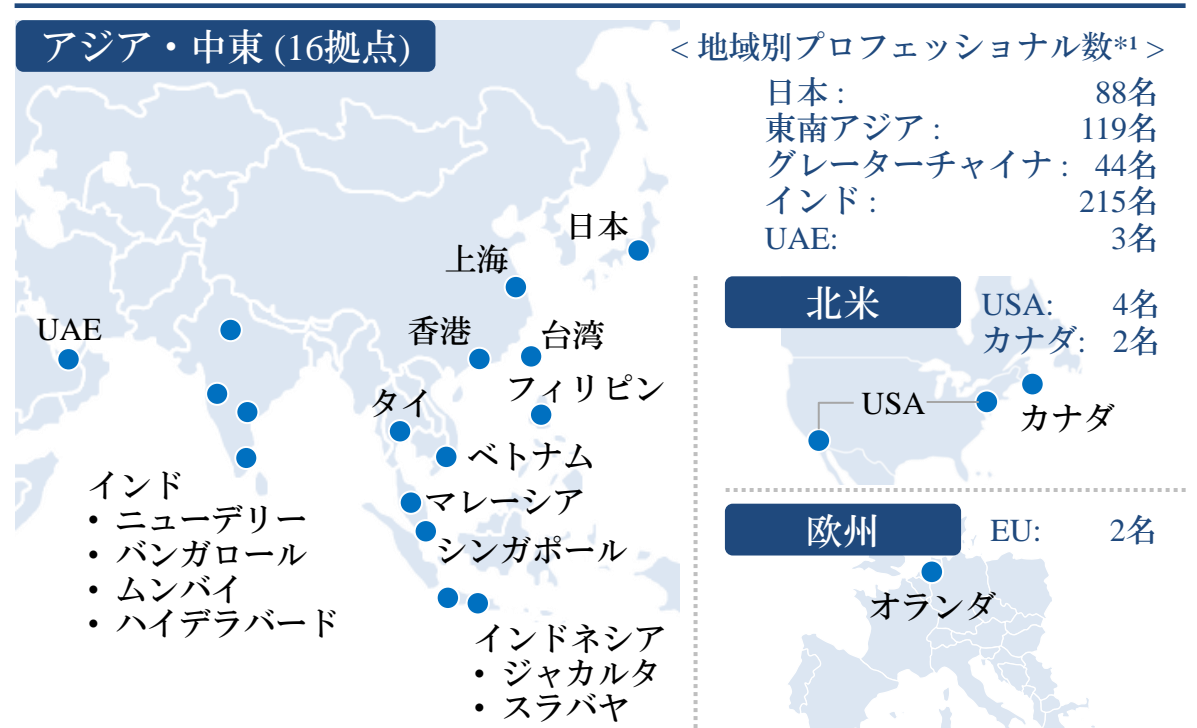 アジア・中東 (16拠点)
< 地域別プロフェッショナル数*1 >
日本 : 88名
東南アジア : 119名
グレーターチャイナ : 44名
インド : 215名
UAE: 3名
日本
上海
UAE
香港
台湾
フィリピン
タイ
ベトナム
マレーシア
シンガポール
インド
• ニューデリー
• バンガロール
• ムンバイ
• ハイデラバード
インドネシア
• ジャカルタ
• スラバヤ
北米
USA: 4名
カナダ: 2名
USA
カナダ
欧州
EU: 2名
オランダ